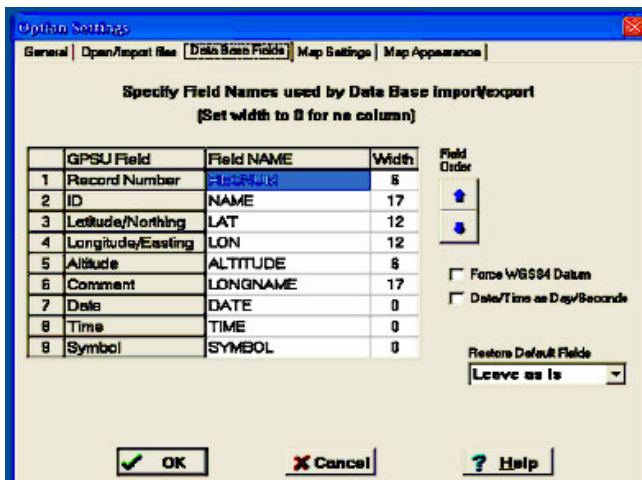 Option Settings
General Open/Import files Data Base Fields Map Settings Map Appearance
Specify Field Names used by Data Base import/export
(Set width to 0 for no column)
GPSU Field Field NAME Width
1 Record Number RECNUM 6
2 ID NAME 17
3 Latitude/Northing LAT 12
4 Longitude/Easting LON 12
5 Altitude ALTITUDE 6
6 Comment LONGNAME 17
7 Date DATE 0
8 Time TIME 0
9 Symbol SYMBOL 0
Field
Order
Force WGS84 Datum
Date/Time as Day/Seconds
Restore Default Fields
Leave as is
OK Cancel ? Help